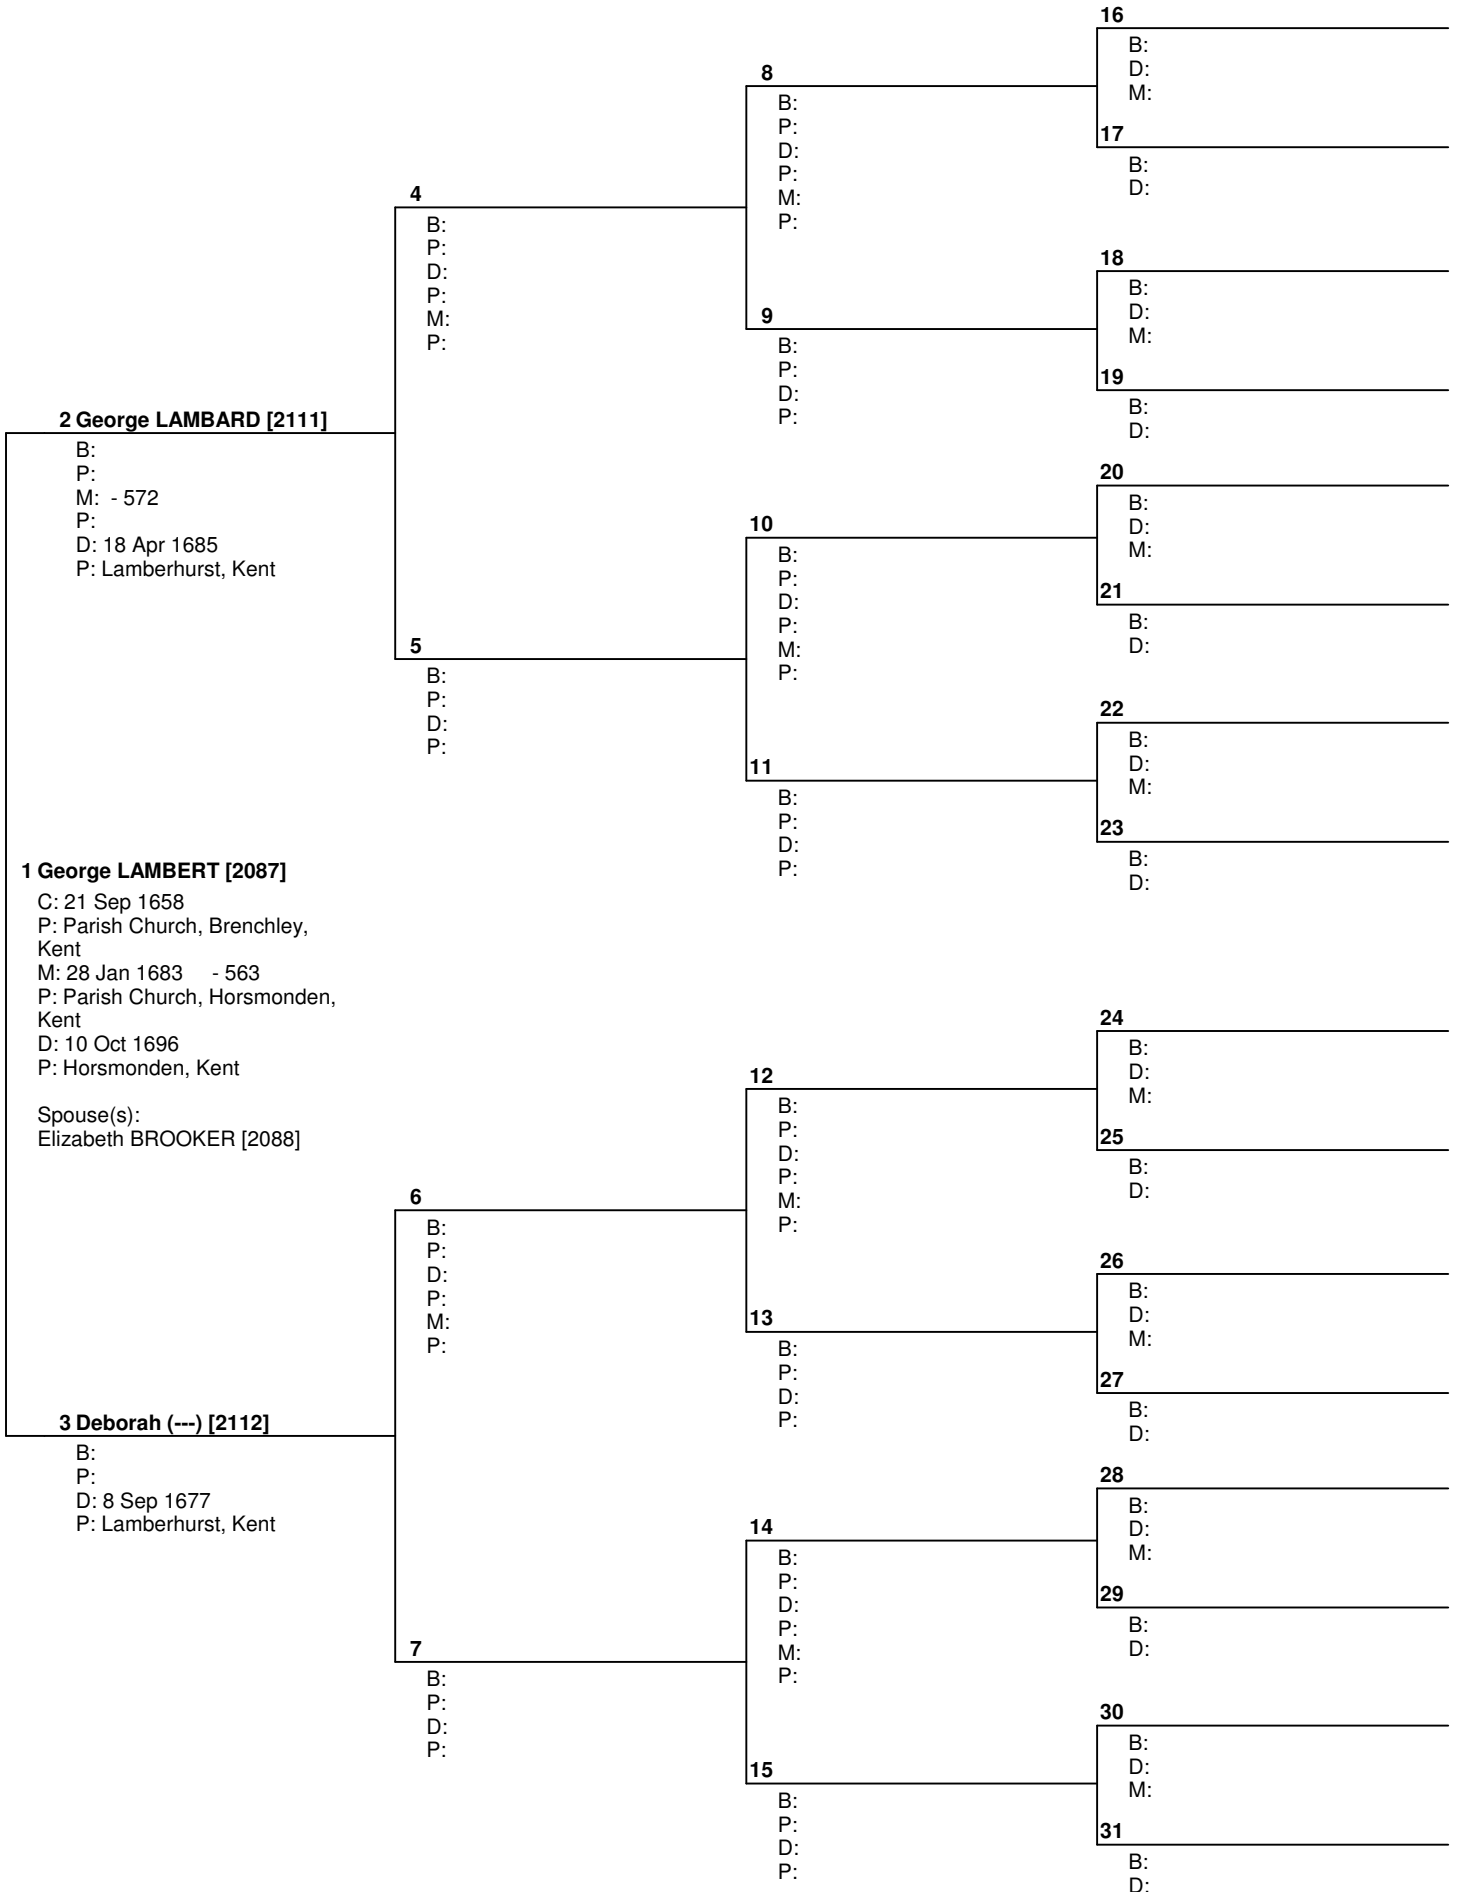 1 George LAMBERT [2087]
C: 21 Sep 1658
P: Parish Church, Brenchley,
Kent
M: 28 Jan 1683 - 563
P: Parish Church, Horsmonden,
Kent
D: 10 Oct 1696
P: Horsmonden, Kent
Spouse(s):
Elizabeth BROOKER [2088]
2 George LAMBARD [2111]
B:
P:
M: - 572
P:
D: 18 Apr 1685
P: Lamberhurst, Kent
3 Deborah (---) [2112]
B:
P:
D: 8 Sep 1677
P: Lamberhurst, Kent
4
B:
P:
D:
P:
M:
P:
5
B:
P:
D:
P:
6
B:
P:
D:
P:
M:
P:
7
B:
P:
D:
P:
8
B:
P:
D:
P:
M:
P:
9
B:
P:
D:
P:
10
B:
P:
D:
P:
M:
P:
11
B:
P:
D:
P:
12
B:
P:
D:
P:
M:
P:
13
B:
P:
D:
P:
14
B:
P:
D:
P:
M:
P:
15
B:
P:
D:
P:
16
B:
D:
M:
17
B:
D:
18
B:
D:
M:
19
B:
D:
20
B:
D:
M:
21
B:
D:
22
B:
D:
M:
23
B:
D:
24
B:
D:
M:
25
B:
D:
26
B:
D:
M:
27
B:
D:
28
B:
D:
M:
29
B:
D:
30
B:
D:
M:
31
B:
D: